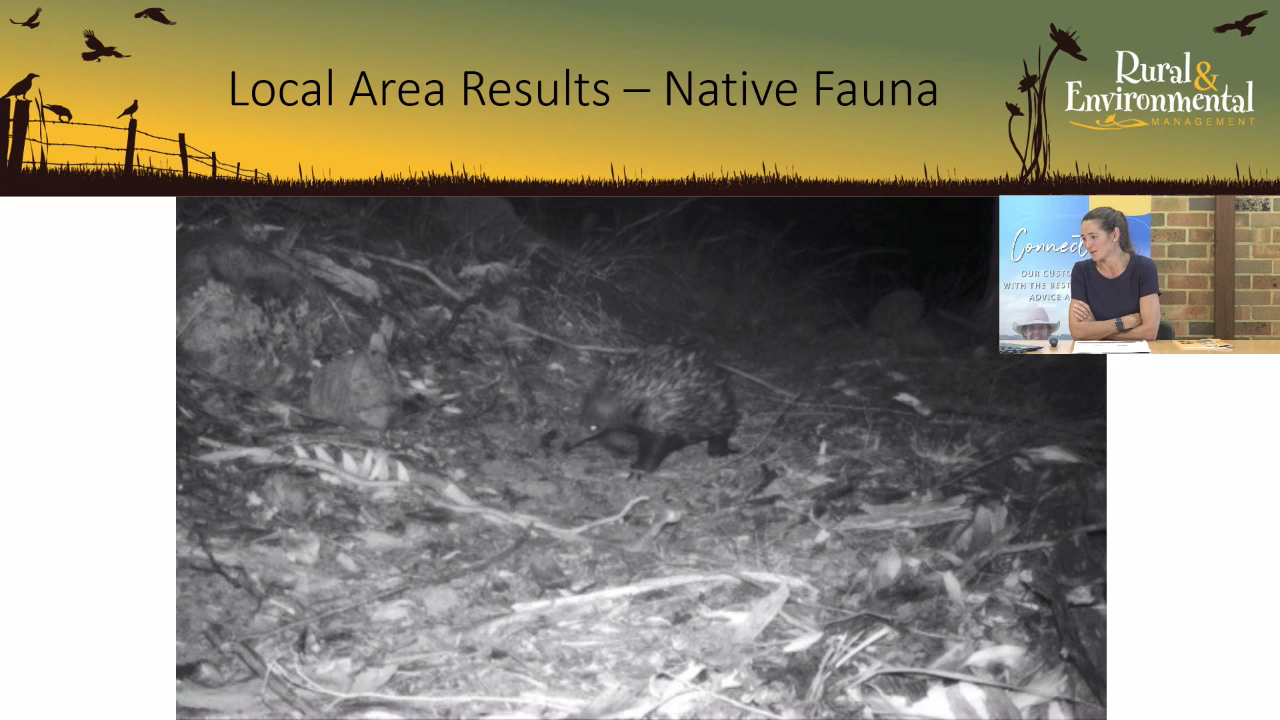 Local Area Results – Native Fauna
Rural &
Environmental
MANAGEMENT
Connect
OUR CUSTO
WITH THE BEST
ADVICE A